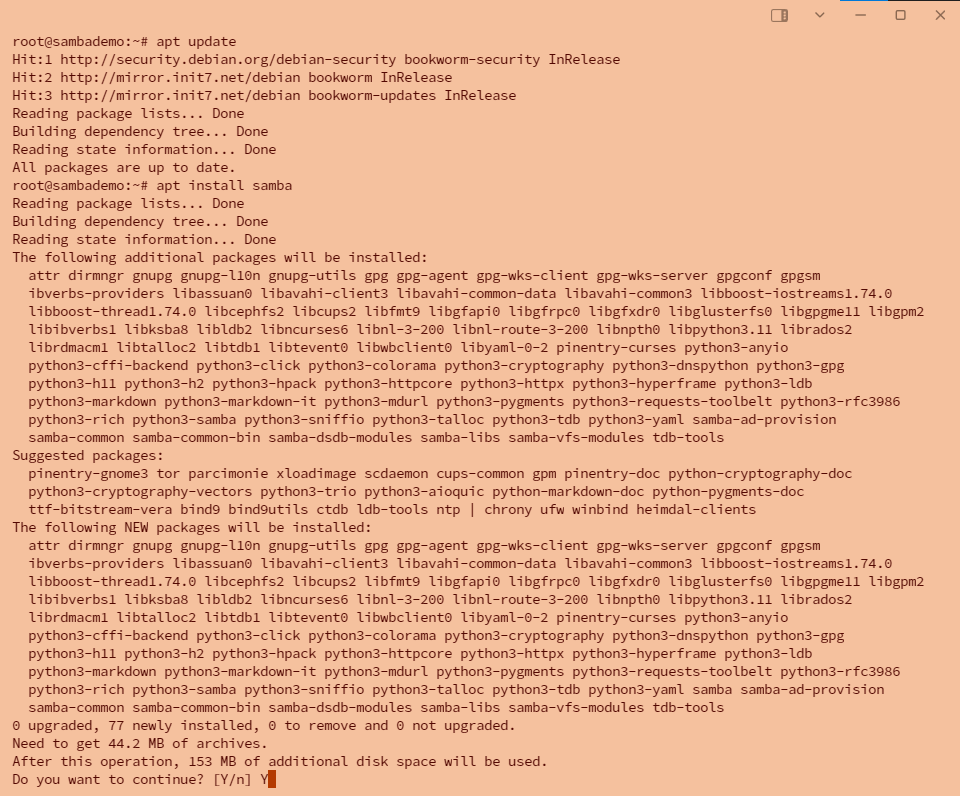 root@sambademo:~# apt update
Hit:1 http://security.debian.org/debian-security bookworm-security InRelease
Hit:2 http://mirror.init7.net/debian bookworm InRelease
Hit:3 http://mirror.init7.net/debian bookworm-updates InRelease
Reading package lists... Done
Building dependency tree... Done
Reading state information... Done
All packages are up to date.
root@sambademo:~# apt install samba
Reading package lists... Done
Building dependency tree... Done
Reading state information... Done
The following additional packages will be installed:
  attr dirmngr gnupg gnupg-l10n gnupg-utils gpg gpg-agent gpg-wks-client gpg-wks-server gpgconf gpgsm
  ibverbs-providers libassuan0 libavahi-client3 libavahi-common-data libavahi-common3 libboost-iostreams1.74.0
  libboost-thread1.74.0 libcephfs2 libcups2 libfmt9 libgfapi0 libgfrpc0 libgfxdr0 libglusterfs0 libgpgme11 libgpm2
  libibverbs1 libksba8 libldb2 libncurses6 libnl-3-200 libnl-route-3-200 libnpth0 libpython3.11 librados2
  librdmacm1 libtalloc2 libtdb1 libtevent0 libwbclient0 libyaml-0-2 pinentry-curses python3-anyio
  python3-cffi-backend python3-click python3-colorama python3-cryptography python3-dnspython python3-gpg
  python3-h11 python3-h2 python3-hpack python3-httpcore python3-httpx python3-hyperframe python3-ldb
  python3-markdown python3-markdown-it python3-mdurl python3-pygments python3-requests-toolbelt python3-rfc3986
  python3-rich python3-samba python3-sniffio python3-talloc python3-tdb python3-yaml samba-ad-provision
  samba-common samba-common-bin samba-dsdb-modules samba-libs samba-vfs-modules tdb-tools
Suggested packages:
  pinentry-gnome3 tor parcimonie xloadimage scdaemon cups-common gpm pinentry-doc python-cryptography-doc
  python3-cryptography-vectors python3-trio python3-aioquic python-markdown-doc python-pygments-doc
  ttf-bitstream-vera bind9 bind9utils ctdb ldb-tools ntp | chrony ufw winbind heimdal-clients
The following NEW packages will be installed:
  attr dirmngr gnupg gnupg-l10n gnupg-utils gpg gpg-agent gpg-wks-client gpg-wks-server gpgconf gpgsm
  ibverbs-providers libassuan0 libavahi-client3 libavahi-common-data libavahi-common3 libboost-iostreams1.74.0
  libboost-thread1.74.0 libcephfs2 libcups2 libfmt9 libgfapi0 libgfrpc0 libgfxdr0 libglusterfs0 libgpgme11 libgpm2
  libibverbs1 libksba8 libldb2 libncurses6 libnl-3-200 libnl-route-3-200 libnpth0 libpython3.11 librados2
  librdmacm1 libtalloc2 libtdb1 libtevent0 libwbclient0 libyaml-0-2 pinentry-curses python3-anyio
  python3-cffi-backend python3-click python3-colorama python3-cryptography python3-dnspython python3-gpg
  python3-h11 python3-h2 python3-hpack python3-httpcore python3-httpx python3-hyperframe python3-ldb
  python3-markdown python3-markdown-it python3-mdurl python3-pygments python3-requests-toolbelt python3-rfc3986
  python3-rich python3-samba python3-sniffio python3-talloc python3-tdb python3-yaml samba samba-ad-provision
  samba-common samba-common-bin samba-dsdb-modules samba-libs samba-vfs-modules tdb-tools
0 upgraded, 77 newly installed, 0 to remove and 0 not upgraded.
Need to get 44.2 MB of archives.
After this operation, 153 MB of additional disk space will be used.
Do you want to continue? [Y/n] Y